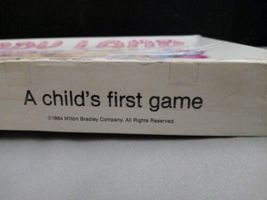 A child's first game
©1984 Milton Bradley Company. All Rights Reserved.